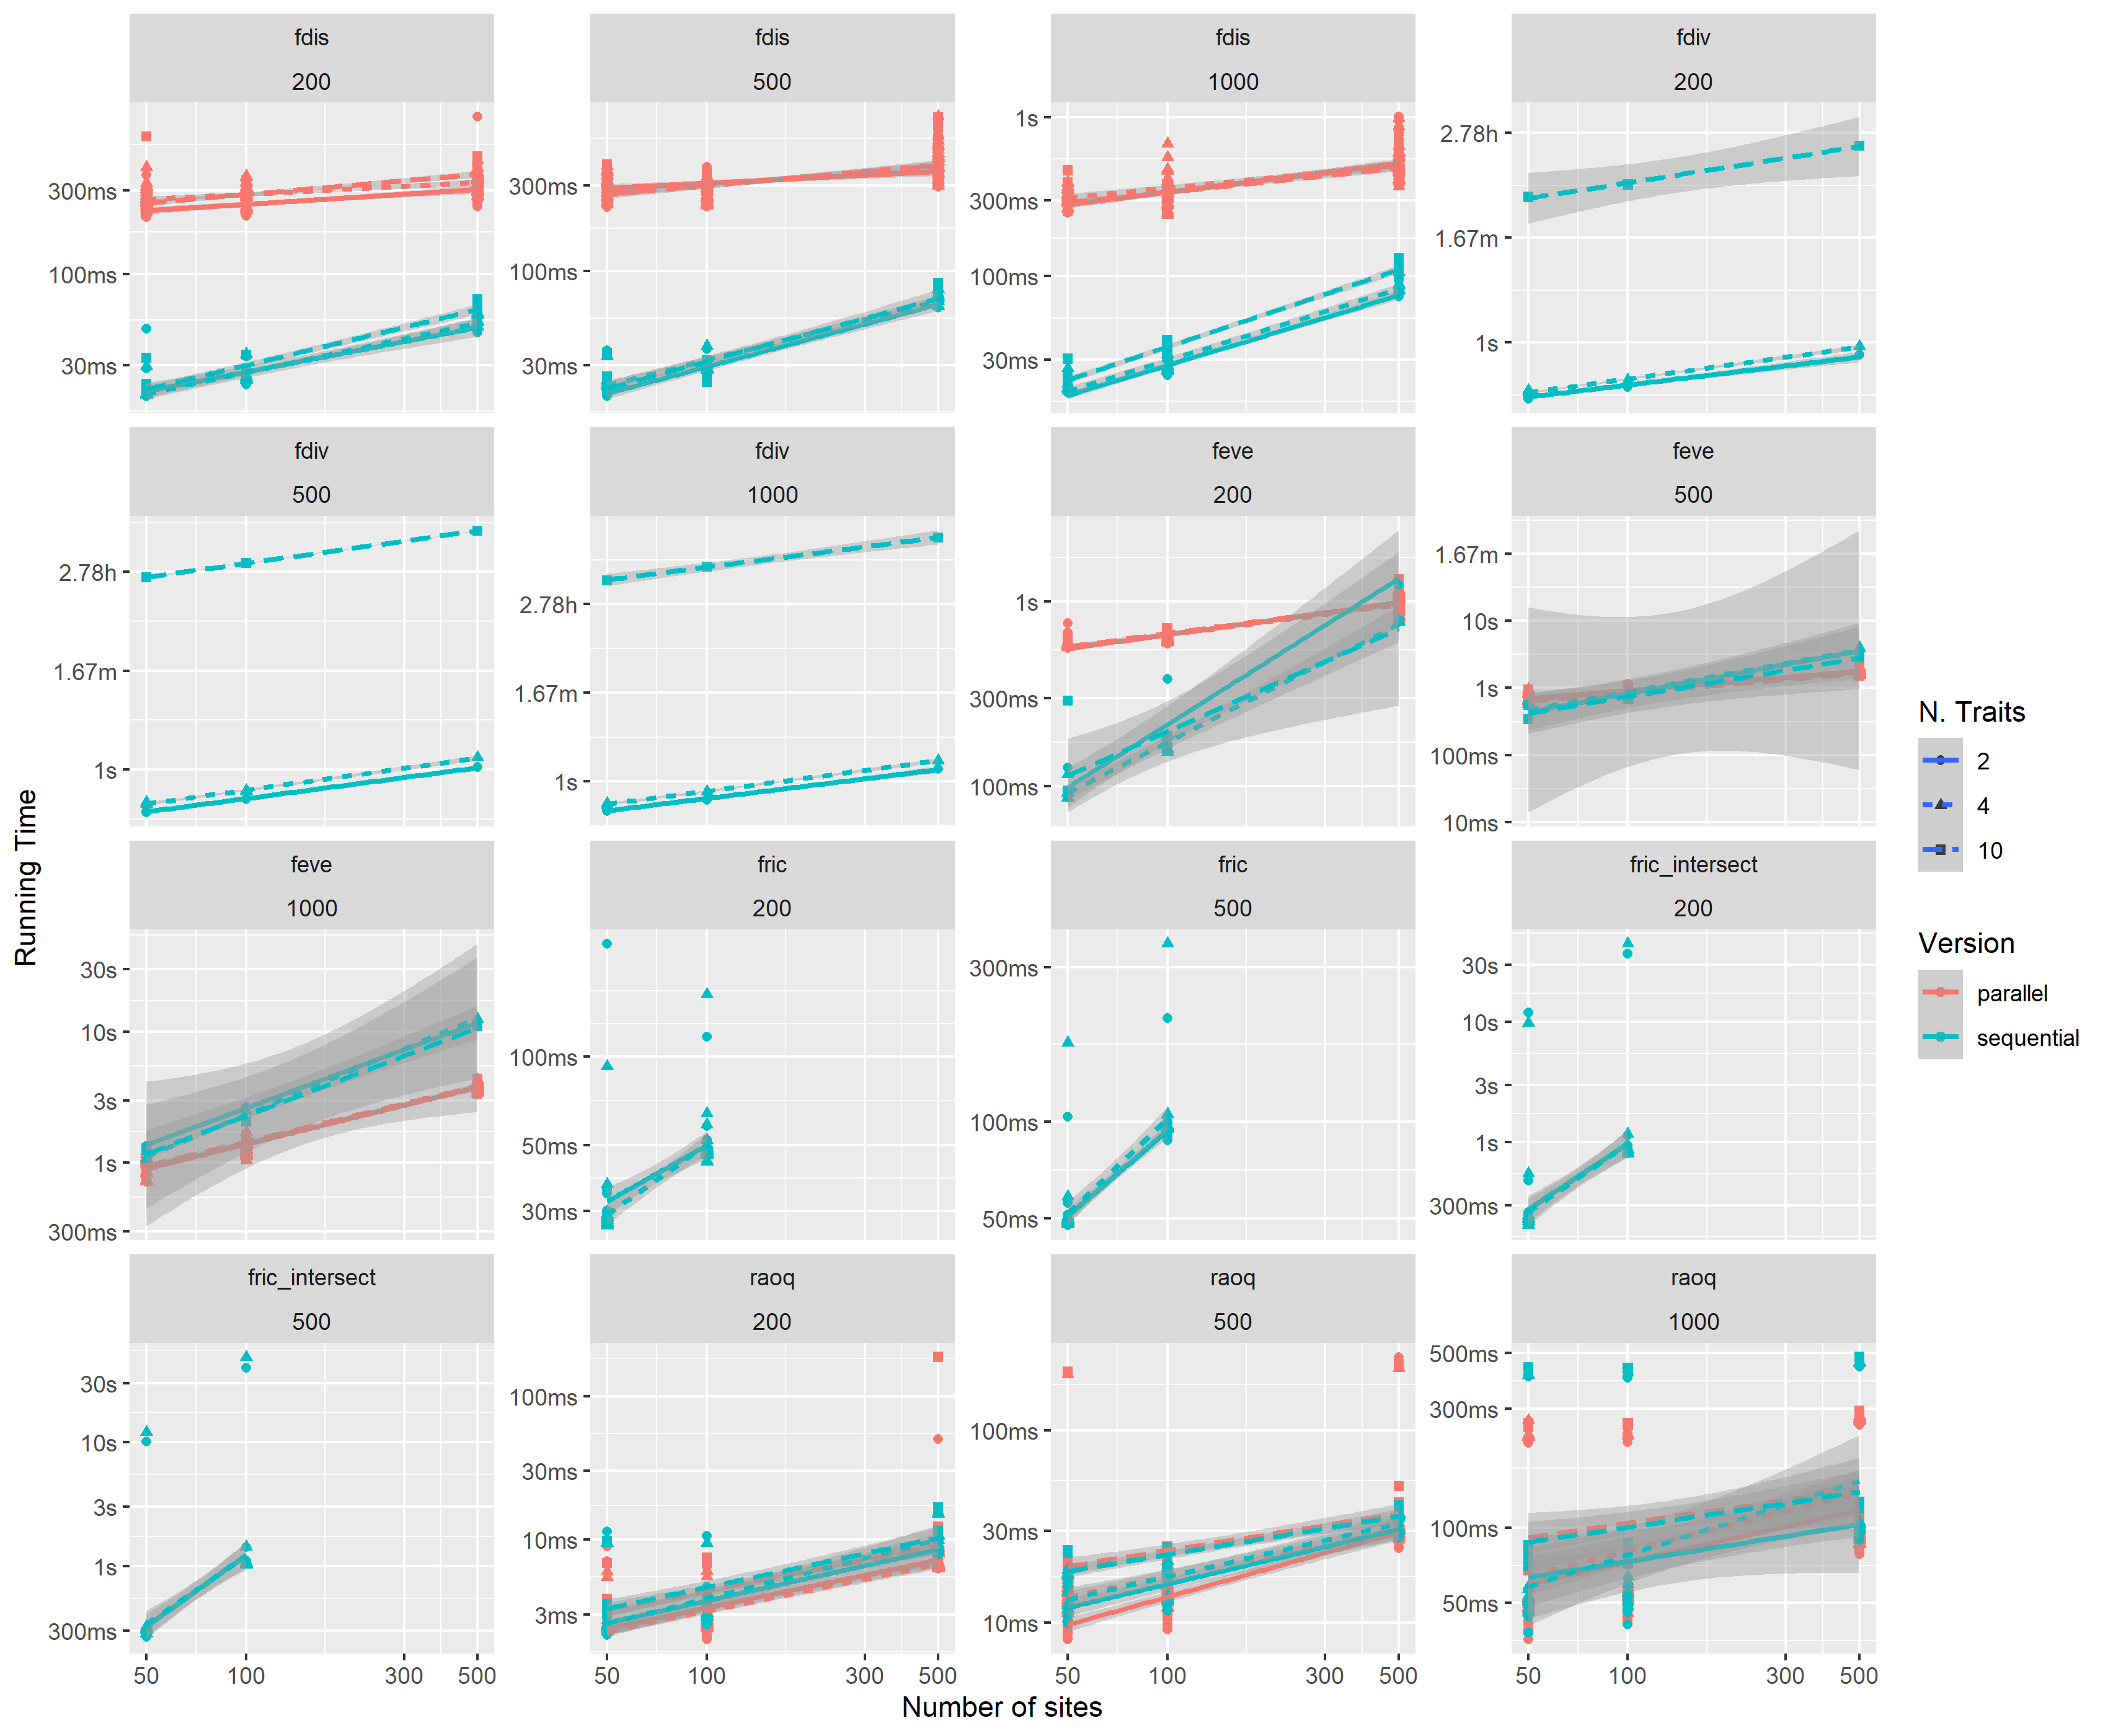 fdis
200
fdis
500
fdis
1000
fdiv
200
300ms
100ms
30ms
300ms
100ms
30ms
1s
300ms
100ms
30ms
2.78h
1.67m
1s
fdiv
500
fdiv
1000
feve
200
feve
500
2.78h
1.67m
1s
2.78h
1.67m
1s
1s
300ms
100ms
1.67m
10s
1s
100ms
10ms
feve
1000
fric
200
fric
500
fric_intersect
200
30s
10s
3s
1s
300ms
100ms
50ms
30ms
300ms
100ms
50ms
30s
10s
3s
1s
300ms
fric_intersect
500
raoq
200
raoq
500
raoq
1000
30s
10s
3s
1s
300ms
100ms
30ms
10ms
3ms
100ms
30ms
10ms
500ms
300ms
100ms
50ms
50 100 300 500
50 100 300 500
50 100 300 500
50 100 300 500
Number of sites
Running Time
N. Traits
2
4
10
Version
parallel
sequential